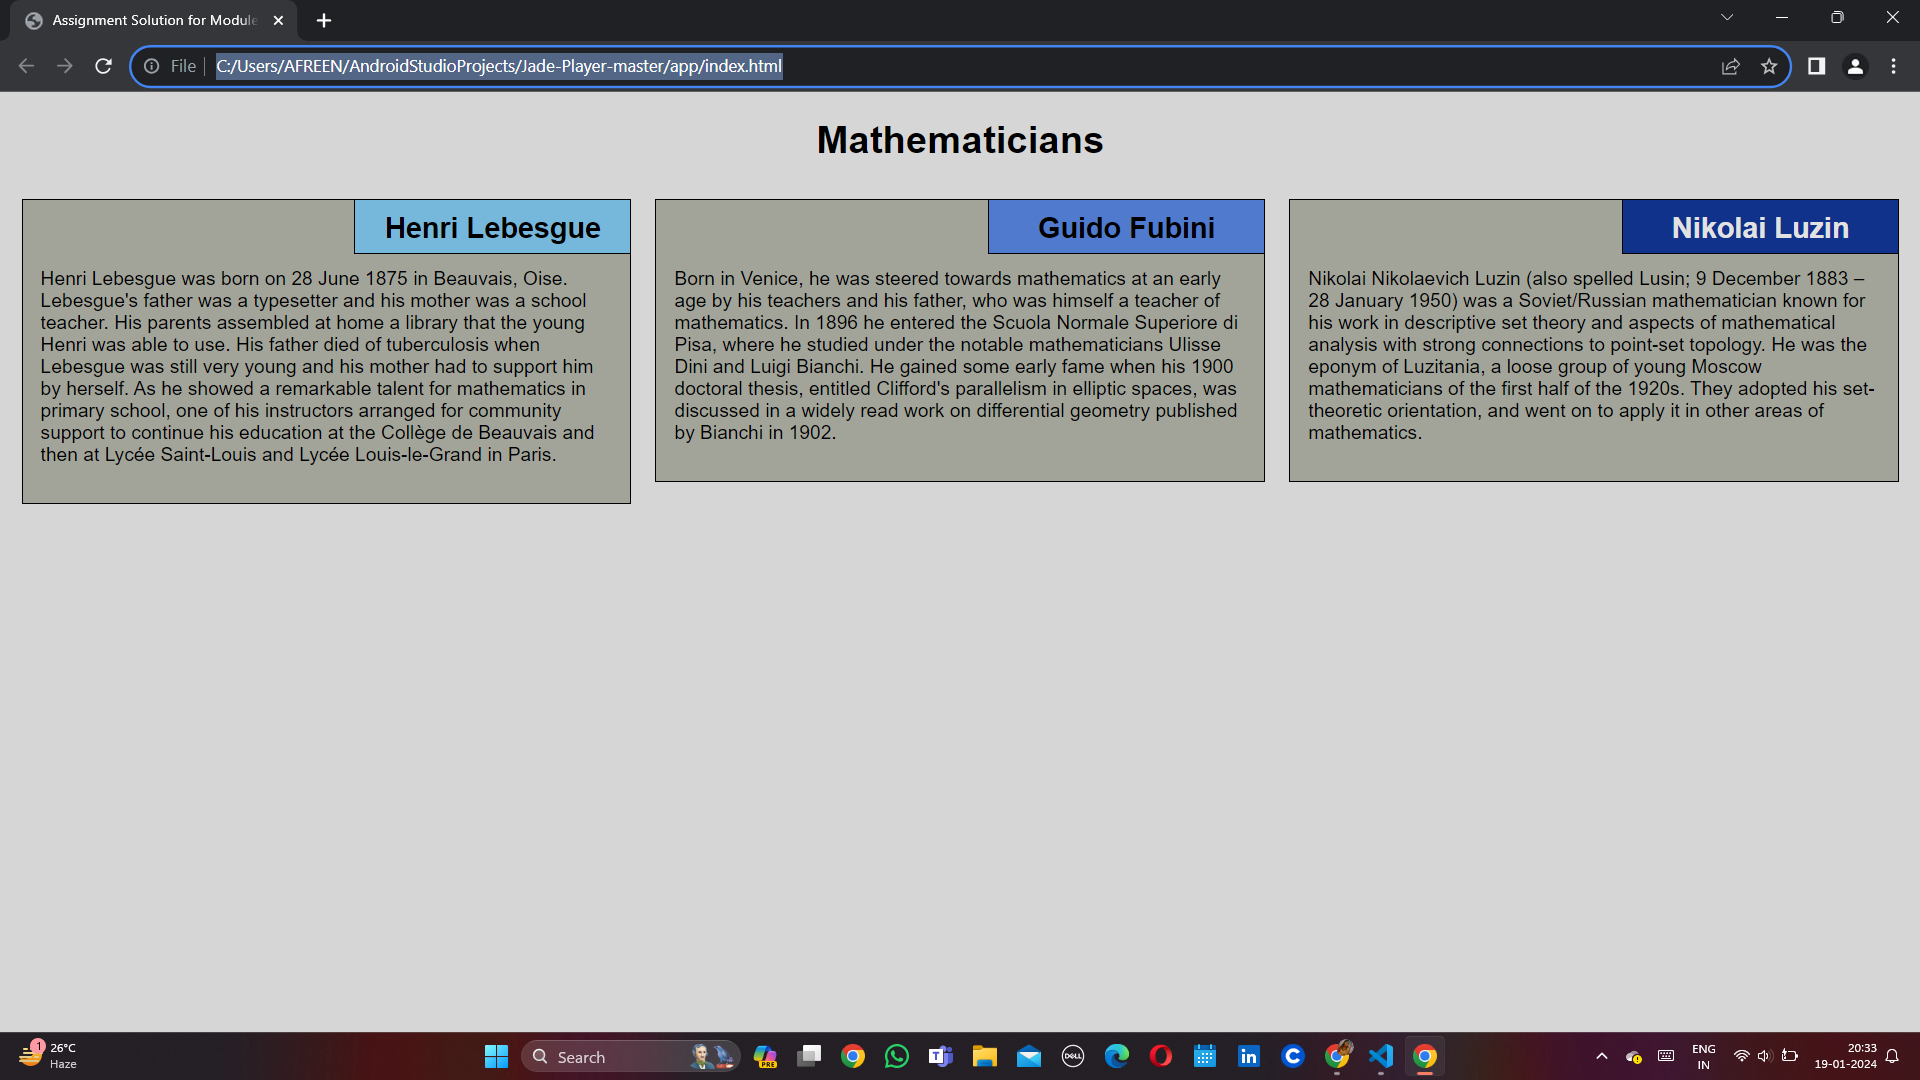 Assignment Solution for Module
File
C:/Users/AFREEN/AndroidStudioProjects/Jade-Player-master/app/index.html
Mathematicians
Henri Lebesgue
Henri Lebesgue was born on 28 June 1875 in Beauvais, Oise.
Lebesgue's father was a typesetter and his mother was a school
teacher. His parents assembled at home a library that the young
Henri was able to use. His father died of tuberculosis when
Lebesgue was still very young and his mother had to support him
by herself. As he showed a remarkable talent for mathematics in
primary school, one of his instructors arranged for community
support to continue his education at the Collège de Beauvais and
then at Lycée Saint-Louis and Lycée Louis-le-Grand in Paris.
Guido Fubini
Born in Venice, he was steered towards mathematics at an early
age by his teachers and his father, who was himself a teacher of
mathematics. In 1896 he entered the Scuola Normale Superiore di
Pisa, where he studied under the notable mathematicians Ulisse
Dini and Luigi Bianchi. He gained some early fame when his 1900
doctoral thesis, entitled Clifford's parallelism in elliptic spaces, was
discussed in a widely read work on differential geometry published
by Bianchi in 1902.
Nikolai Luzin
Nikolai Nikolaevich Luzin (also spelled Lusin; 9 December 1883 –
28 January 1950) was a Soviet/Russian mathematician known for
his work in descriptive set theory and aspects of mathematical
analysis with strong connections to point-set topology. He was the
eponym of Luzitania, a loose group of young Moscow
mathematicians of the first half of the 1920s. They adopted his set-
theoretic orientation, and went on to apply it in other areas of
mathematics.
1
26°C
Haze
Search
PRE
DELL
ENG
IN
20:33
19-01-2024